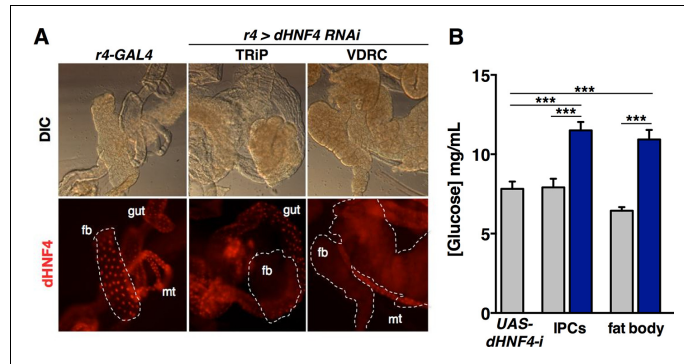 A
r4 > dHNF4 RNAi
r4-GAL4 TRiP VDRC
DIC
dHNF4
fb gut mt
fb gut
fb mt
B
[Glucose] mg/mL
15
10
5
0
***
*** *** ***
UAS-
dHNF4-i
IPCs fat body